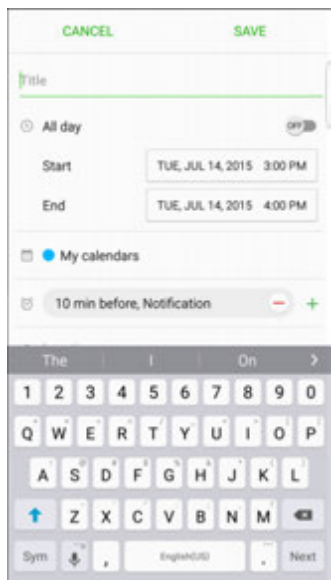 CANCEL SAVE
Title
All day OFF
Start TUE, JUL 14, 2015 3:00 PM
End TUE, JUL 14, 2015 4:00 PM
My calendars
10 min before, Notification
The I On
1 2 3 4 5 6 7 8 9 0
Q W E R T Y U I O P
A S D F G H J K L
Z X C V B N M
Sym , English(US) . Next